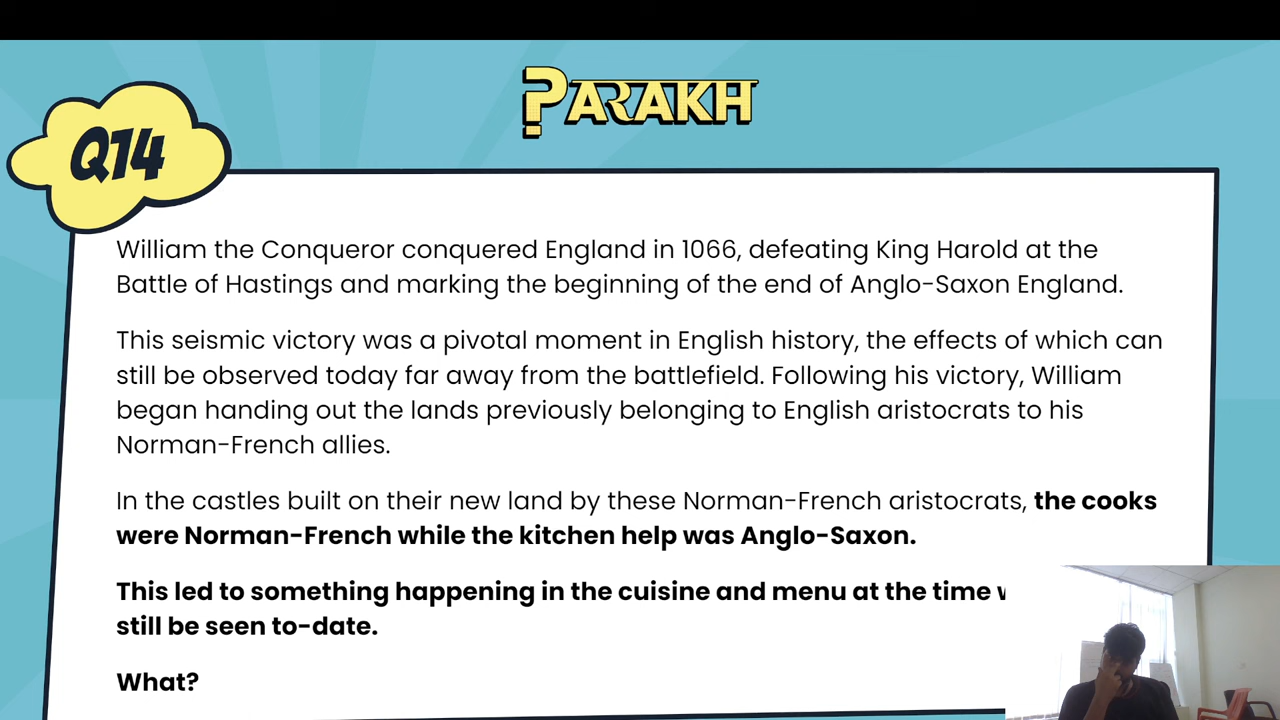 ?PARAKH
Q14
William the Conqueror conquered England in 1066, defeating King Harold at the
Battle of Hastings and marking the beginning of the end of Anglo-Saxon England.
This seismic victory was a pivotal moment in English history, the effects of which can
still be observed today far away from the battlefield. Following his victory, William
began handing out the lands previously belonging to English aristocrats to his
Norman-French allies.
In the castles built on their new land by these Norman-French aristocrats, the cooks
were Norman-French while the kitchen help was Anglo-Saxon.
This led to something happening in the cuisine and menu at the time
still be seen to-date.
What?